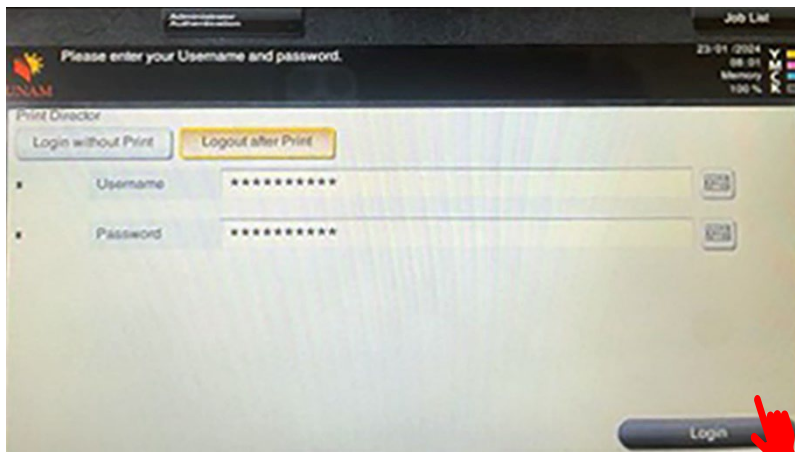 Administrator
Authentication
Job List
Please enter your Username and password.
23/01/2024
08:01
Memory
100 %
Y
M
C
K
UNAM
Print Director
Login without Print
Logout after Print
* Username **********
* Password **********
Login